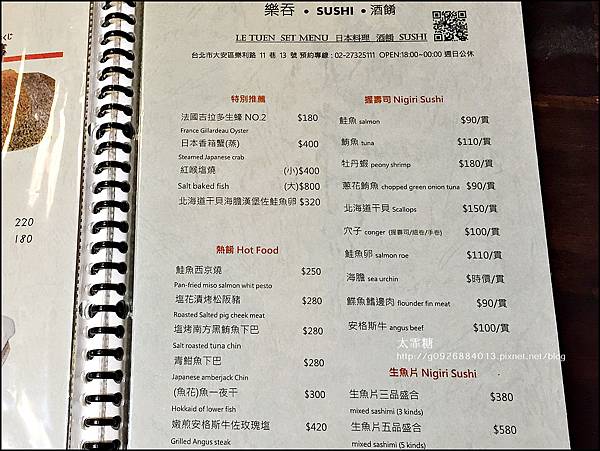 樂吞 • SUSHI • 酒餚
LE TUEN SET MENU 日本料理 酒餚 SUSHI
台北市大安區樂利路 11 巷 13 號 預約專線：02-27325111 OPEN:18:00~00:00 週日公休
220
180
特別推薦
法國吉拉多生蠔 NO.2 $180
France Gillardeau Oyster
日本香箱蟹(蒸) $400
Steamed Japanese crab
紅喉塩燒 (小)$400
Salt baked fish (大)$800
北海道干貝海膽漢堡佐鮭魚卵 $320
熱餚 Hot Food
鮭魚西京燒 $250
Pan-fried miso salmon whit pesto
塩花漬烤松阪豬 $280
Roasted Salted pig cheek meat
塩烤南方黑鮪魚下巴 $280
Salt roasted tuna chin
青魽魚下巴 $280
Japanese amberjack Chin
(魚花)魚一夜干 $300
Hokkaid of lower fish
嫩煎安格斯牛佐玫瑰塩 $420
Grilled Angus steak
握壽司 Nigiri Sushi
鮭魚 salmon $90/貫
鮪魚 tuna $110/貫
牡丹蝦 peony shrimp $180/貫
蔥花鮪魚 chopped green onion tuna $90/貫
北海道干貝 Scallops $150/貫
穴子 conger (握壽司/細卷/手卷) $100/貫
鮭魚卵 salmon roe $110/貫
海膽 sea urchin $時價/貫
鰈魚鰭邊肉 flounder fin meat $90/貫
安格斯牛 angus beef $100/貫
太霏糖
http://g0926884013.pixnet.net/blog
生魚片 Nigiri Sushi
生魚片三品盛合 $380
mixed sashimi (3 kinds)
生魚片五品盛合 $580
mixed sashimi (5 kinds)